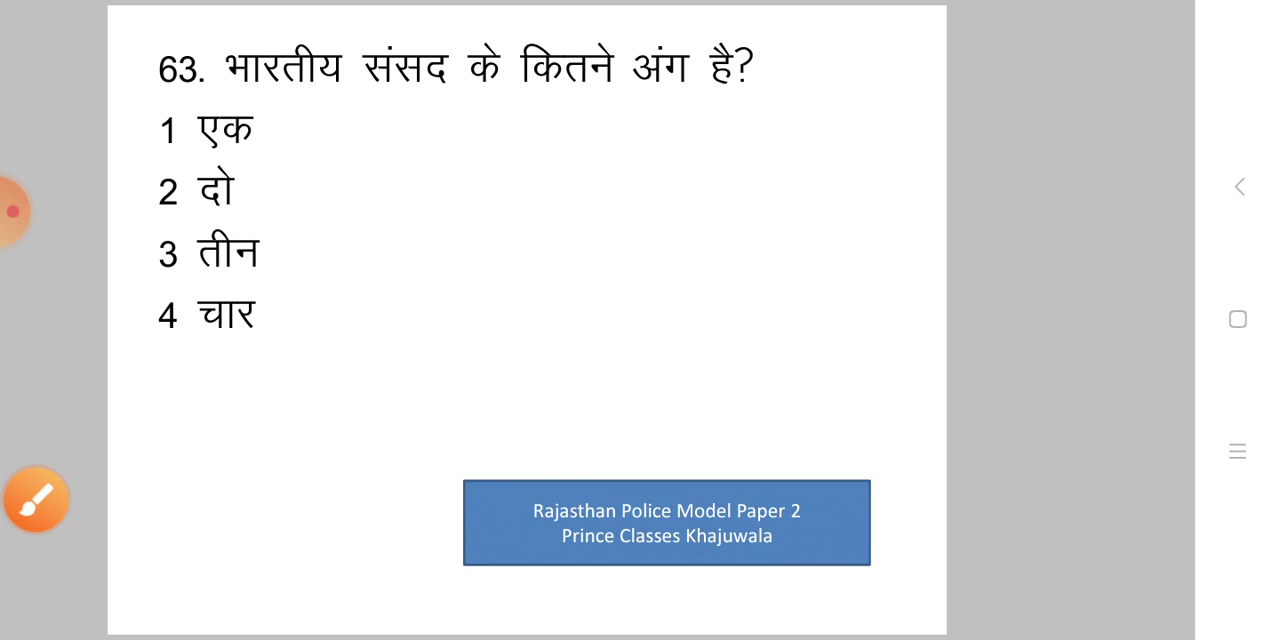 63. भारतीय संसद के कितने अंग है?
1 एक
2 दो
3 तीन
4 चार
Rajasthan Police Model Paper 2
Prince Classes Khajuwala